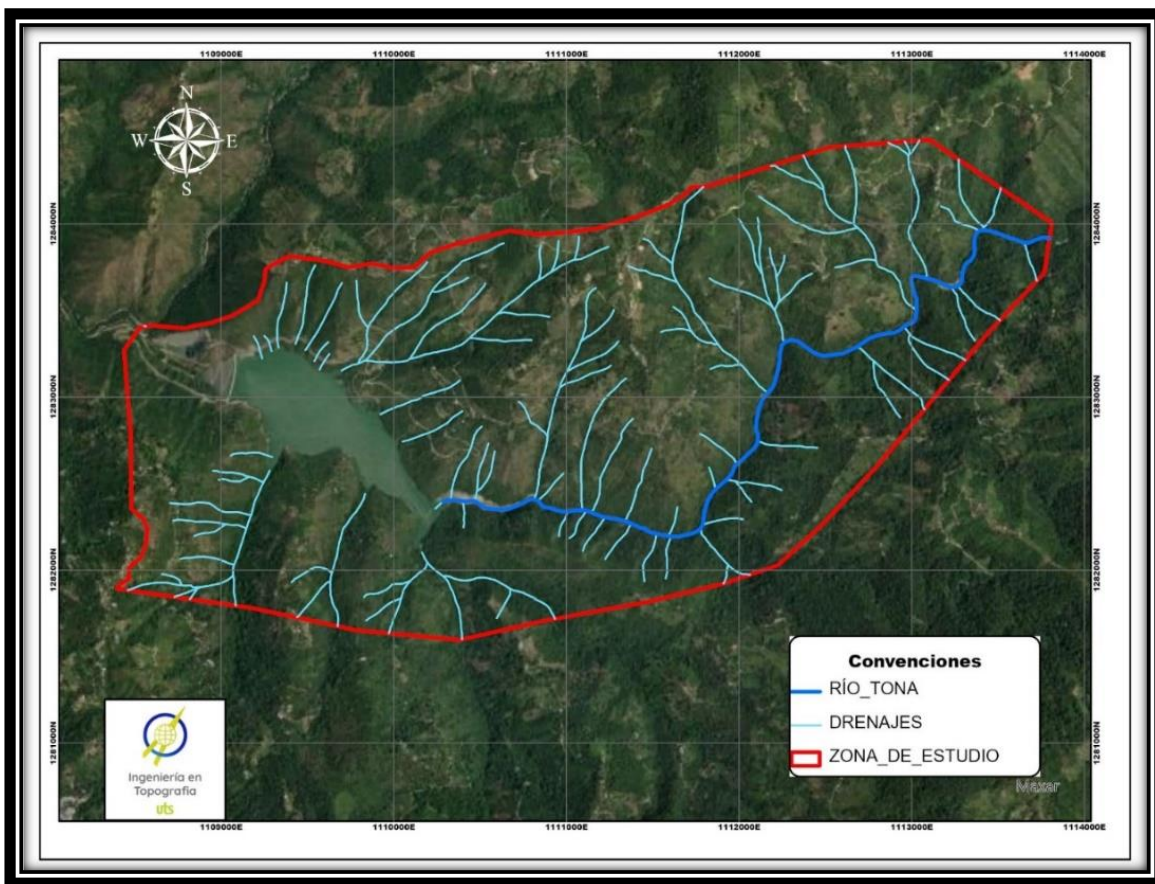 1109000E 1110000E 1111000E 1112000E 1113000E 1114000E
N
W E
S
1284000N 1284000N
1283000N 1283000N
1282000N 1282000N
1281000N 1281000N
Convenciones
RÍO_TONA
DRENAJES
ZONA_DE_ESTUDIO
Ingeniería en
Topografía
uts
Maxar
1109000E 1110000E 1111000E 1112000E 1113000E 1114000E